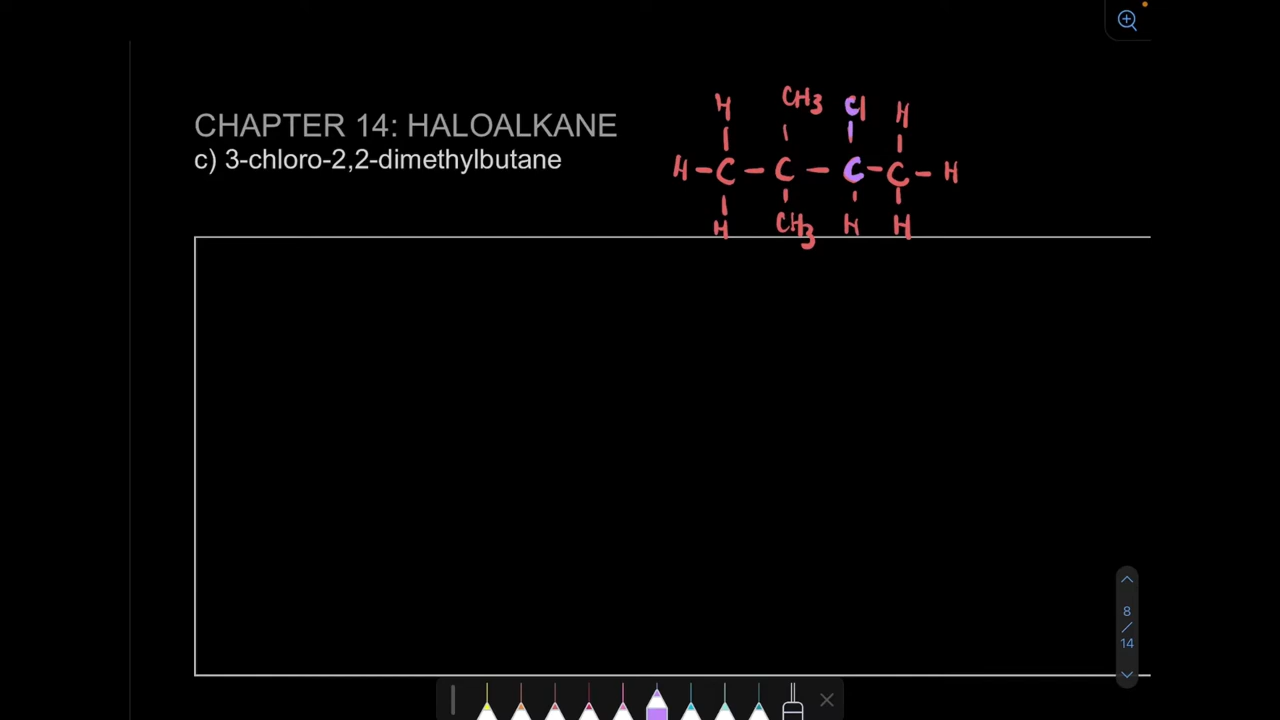 CHAPTER 14: HALOALKANE
c) 3-chloro-2,2-dimethylbutane
H CH3 Cl H
H - C - C - C - C - H
H CH3 H H
8
/
14